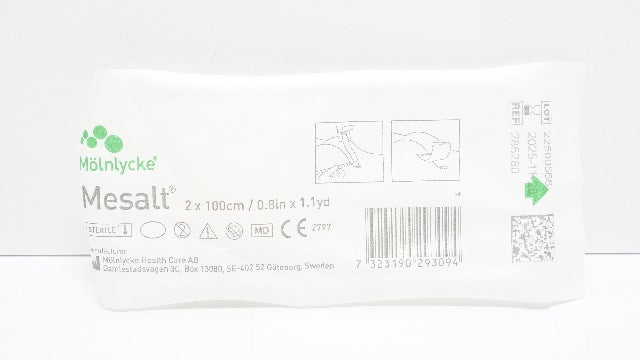 Mölnlycke®
Mesalt®
2 x 100cm / 0.8in x 1.1yd
STERILE
MD
CE 2797
Mölnlycke Health Care AB
Gamlestadsvägen 3C, Box 13080, SE-402 52 Göteborg, Sweden
4
7 323190 293094
REF
285280
LOT